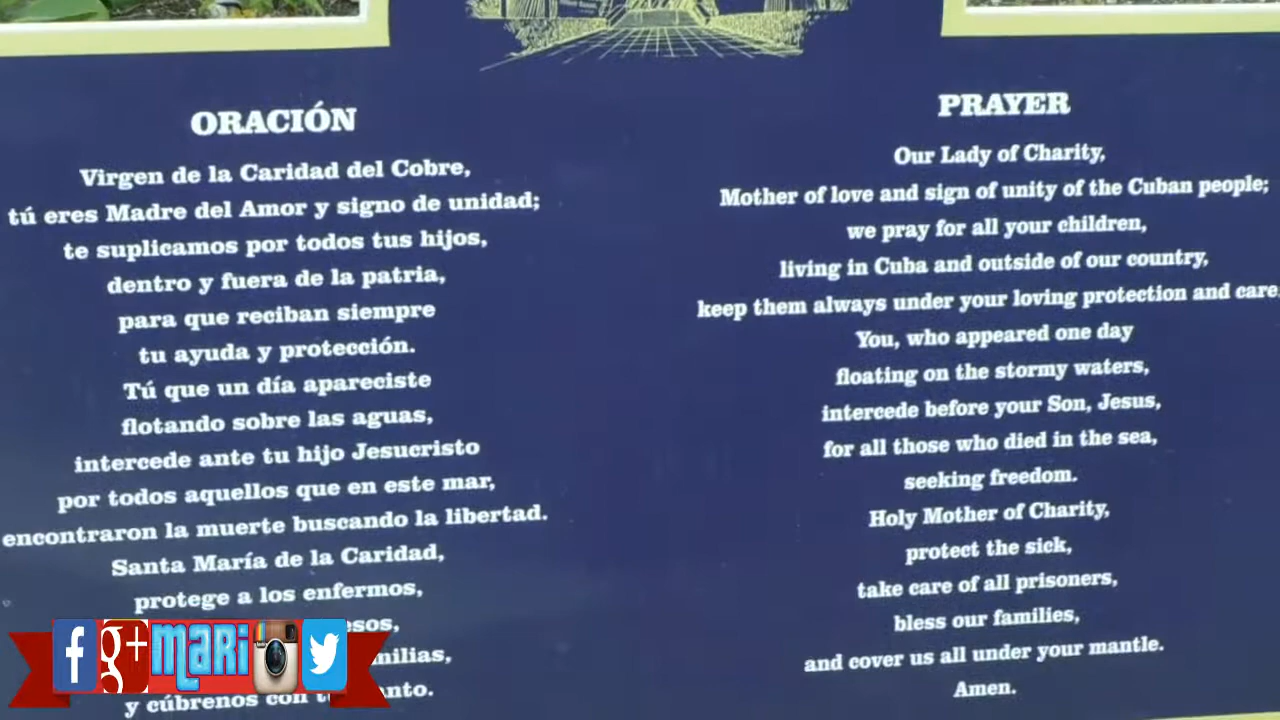 ORACIÓN
Virgen de la Caridad del Cobre,
tú eres Madre del Amor y signo de unidad;
te suplicamos por todos tus hijos,
dentro y fuera de la patria,
para que reciban siempre
tu ayuda y protección.
Tú que un día apareciste
flotando sobre las aguas,
intercede ante tu hijo Jesucristo
por todos aquellos que en este mar,
encontraron la muerte buscando la libertad.
Santa María de la Caridad,
protege a los enfermos,
y cúbrenos con
PRAYER
Our Lady of Charity,
Mother of love and sign of unity of the Cuban people;
we pray for all your children,
living in Cuba and outside of our country,
keep them always under your loving protection and care
You, who appeared one day
floating on the stormy waters,
intercede before your Son, Jesus,
for all those who died in the sea,
seeking freedom.
Holy Mother of Charity,
protect the sick,
take care of all prisoners,
bless our families,
and cover us all under your mantle.
Amen.
f g+ MARI